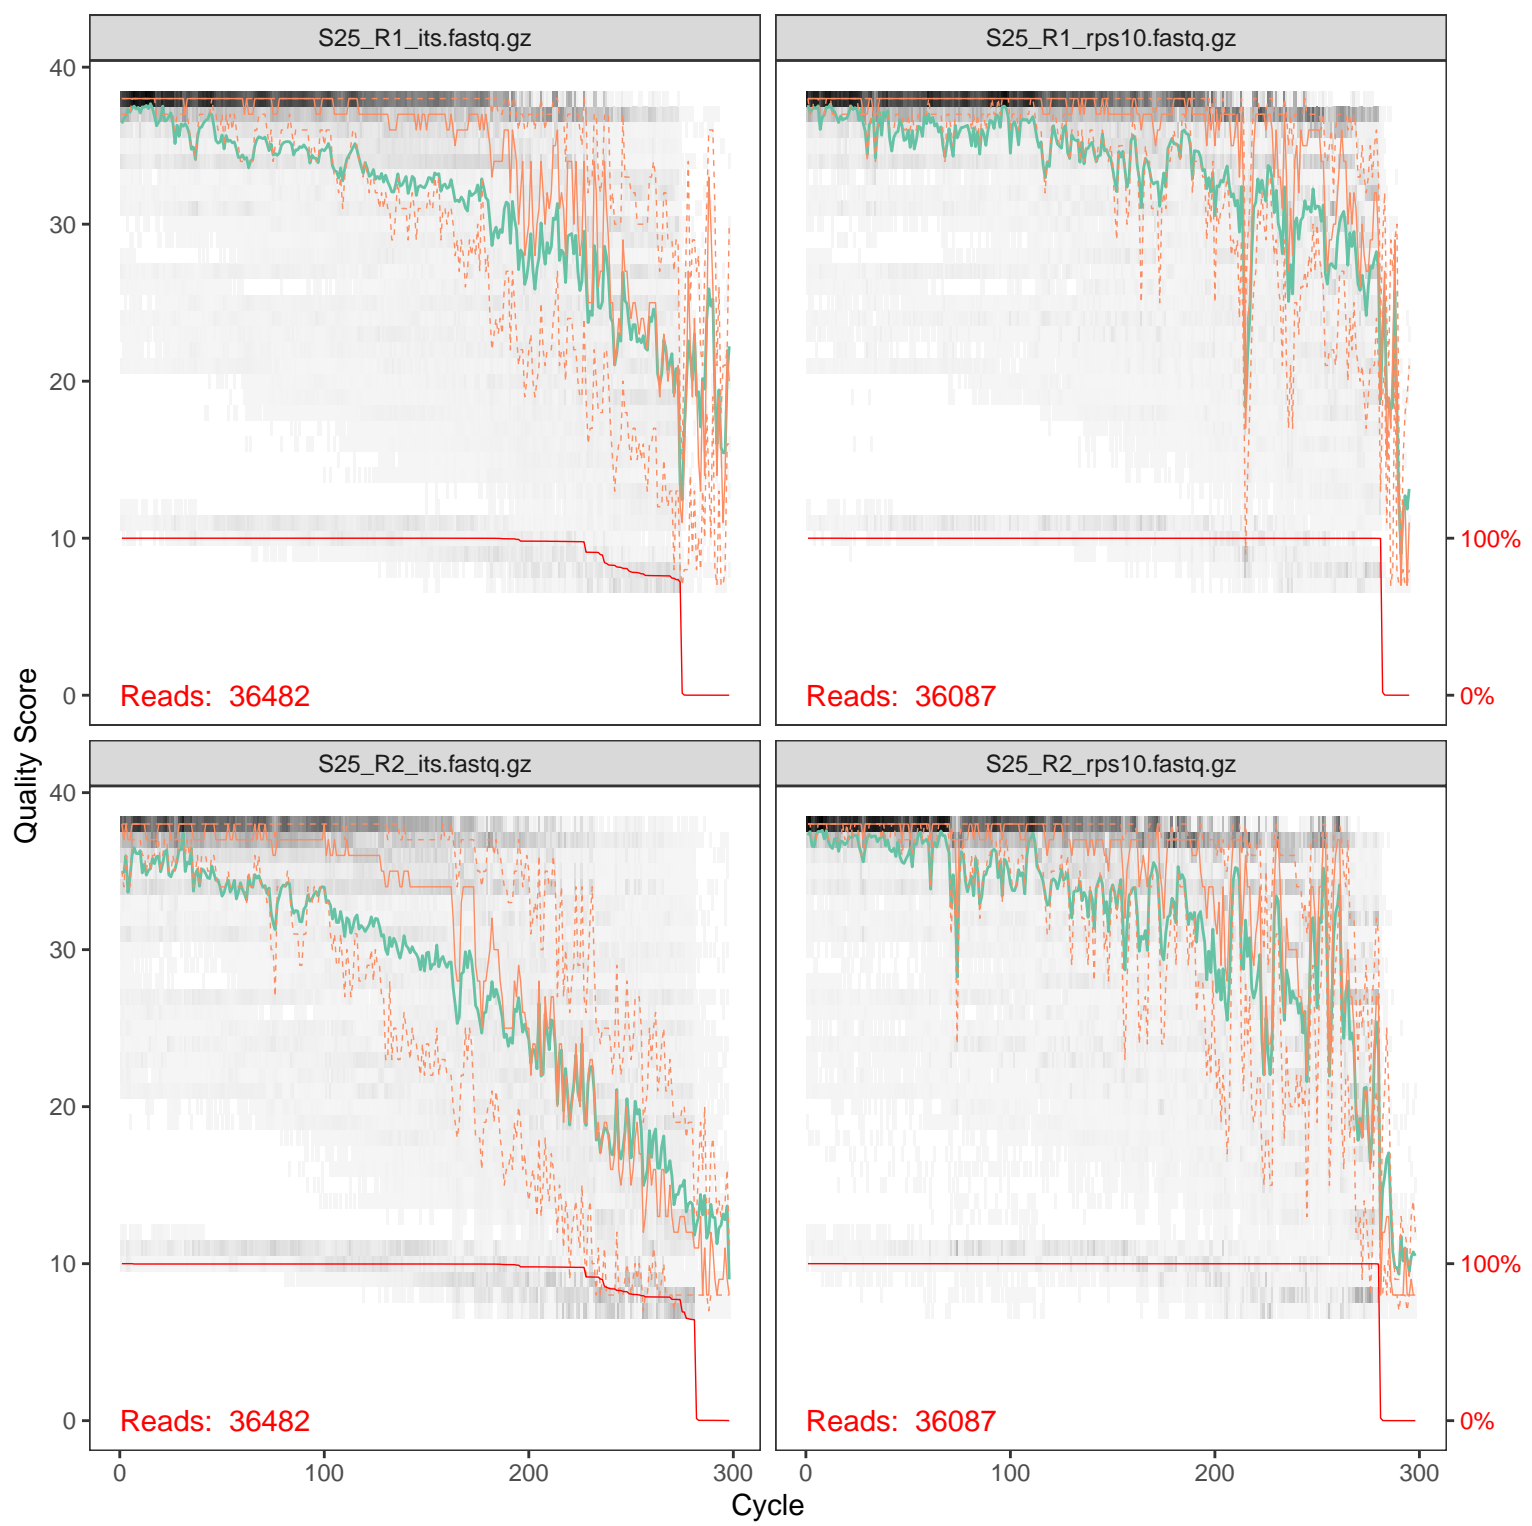 S25_R1_its.fastq.gz
S25_R1_rps10.fastq.gz
40
30
20
10
0
Reads: 36482
Reads: 36087
100%
0%
Quality Score
S25_R2_its.fastq.gz
S25_R2_rps10.fastq.gz
40
30
20
10
0
Reads: 36482
Reads: 36087
100%
0%
0 100 200 300
0 100 200 300
Cycle